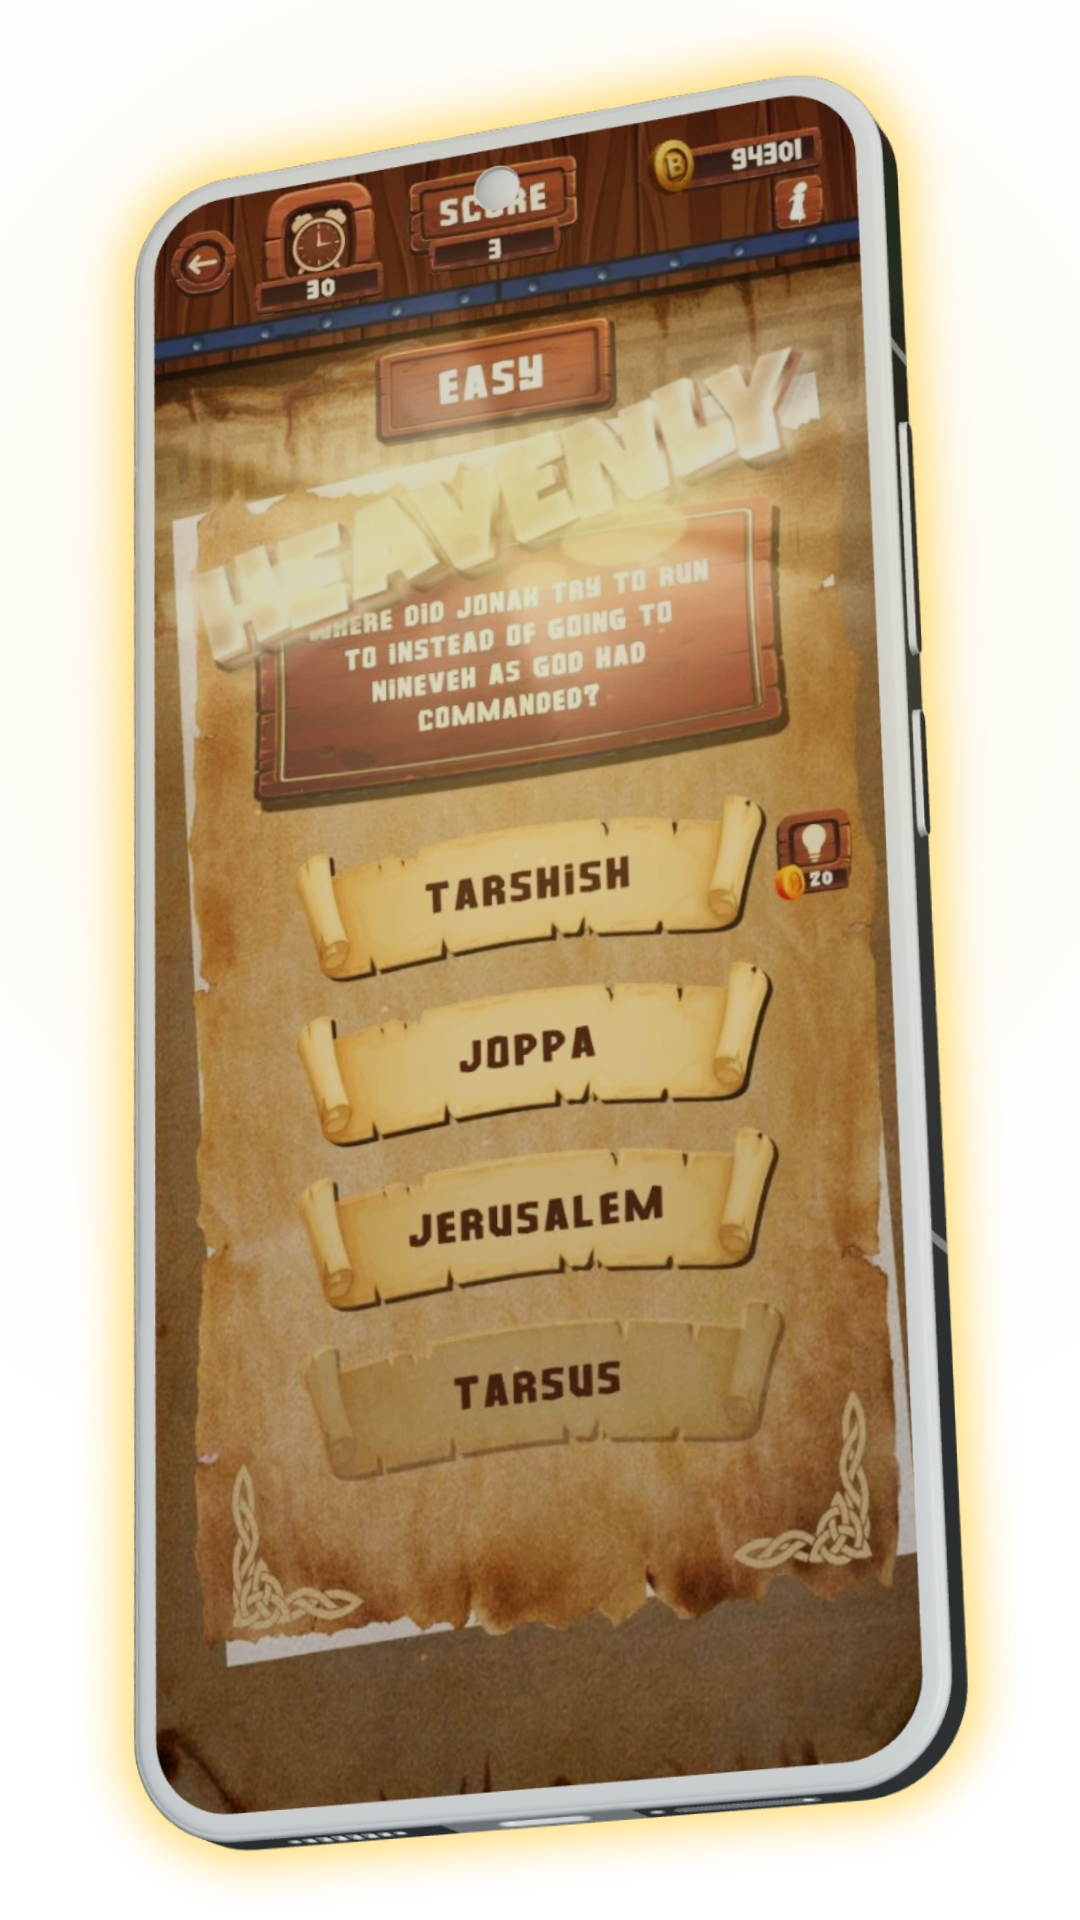 94301
SCORE
3
30
EASY
HEAVENLY
WHERE DiD JONAH TRY TO RUN
TO iNSTEAD OF GOING TO
NiNEVEH AS GOD HAD
COMMANDED?
TARSHiSH
20
JOPPA
JERUSALEM
TARSUS